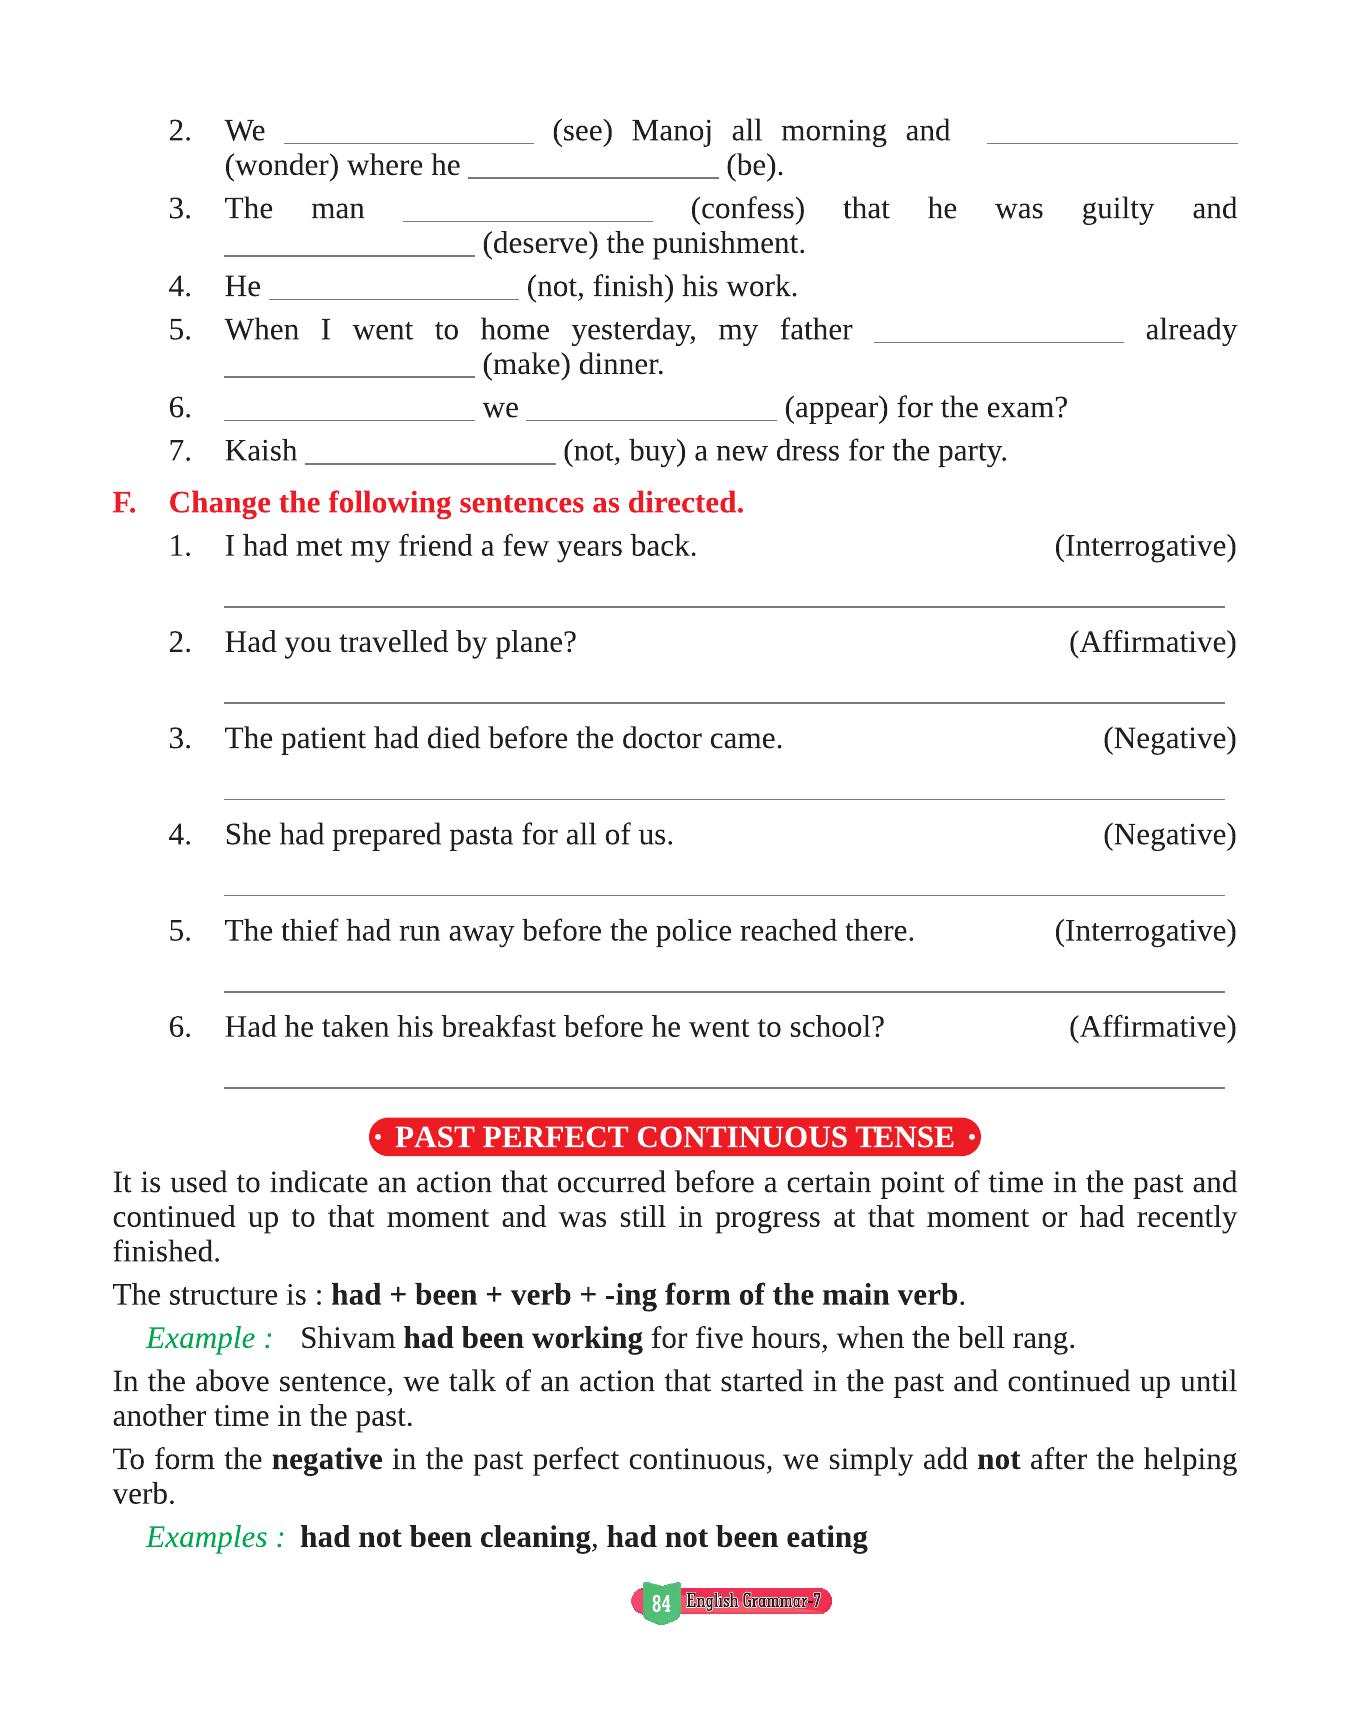 2. We ________________ (see) Manoj all morning and ________________
(wonder) where he ________________ (be).
3. The man ________________ (confess) that he was guilty and
________________ (deserve) the punishment.
4. He ________________ (not, finish) his work.
5. When I went to home yesterday, my father ________________ already
________________ (make) dinner.
6. ________________ we ________________ (appear) for the exam?
7. Kaish ________________ (not, buy) a new dress for the party.
F. Change the following sentences as directed.
1. I had met my friend a few years back. (Interrogative)
2. Had you travelled by plane? (Affirmative)
3. The patient had died before the doctor came. (Negative)
4. She had prepared pasta for all of us. (Negative)
5. The thief had run away before the police reached there. (Interrogative)
6. Had he taken his breakfast before he went to school? (Affirmative)
• PAST PERFECT CONTINUOUS TENSE •
It is used to indicate an action that occurred before a certain point of time in the past and
continued up to that moment and was still in progress at that moment or had recently
finished.
The structure is : had + been + verb + -ing form of the main verb.
Example : Shivam had been working for five hours, when the bell rang.
In the above sentence, we talk of an action that started in the past and continued up until
another time in the past.
To form the negative in the past perfect continuous, we simply add not after the helping
verb.
Examples : had not been cleaning, had not been eating
84 English Grammar-7